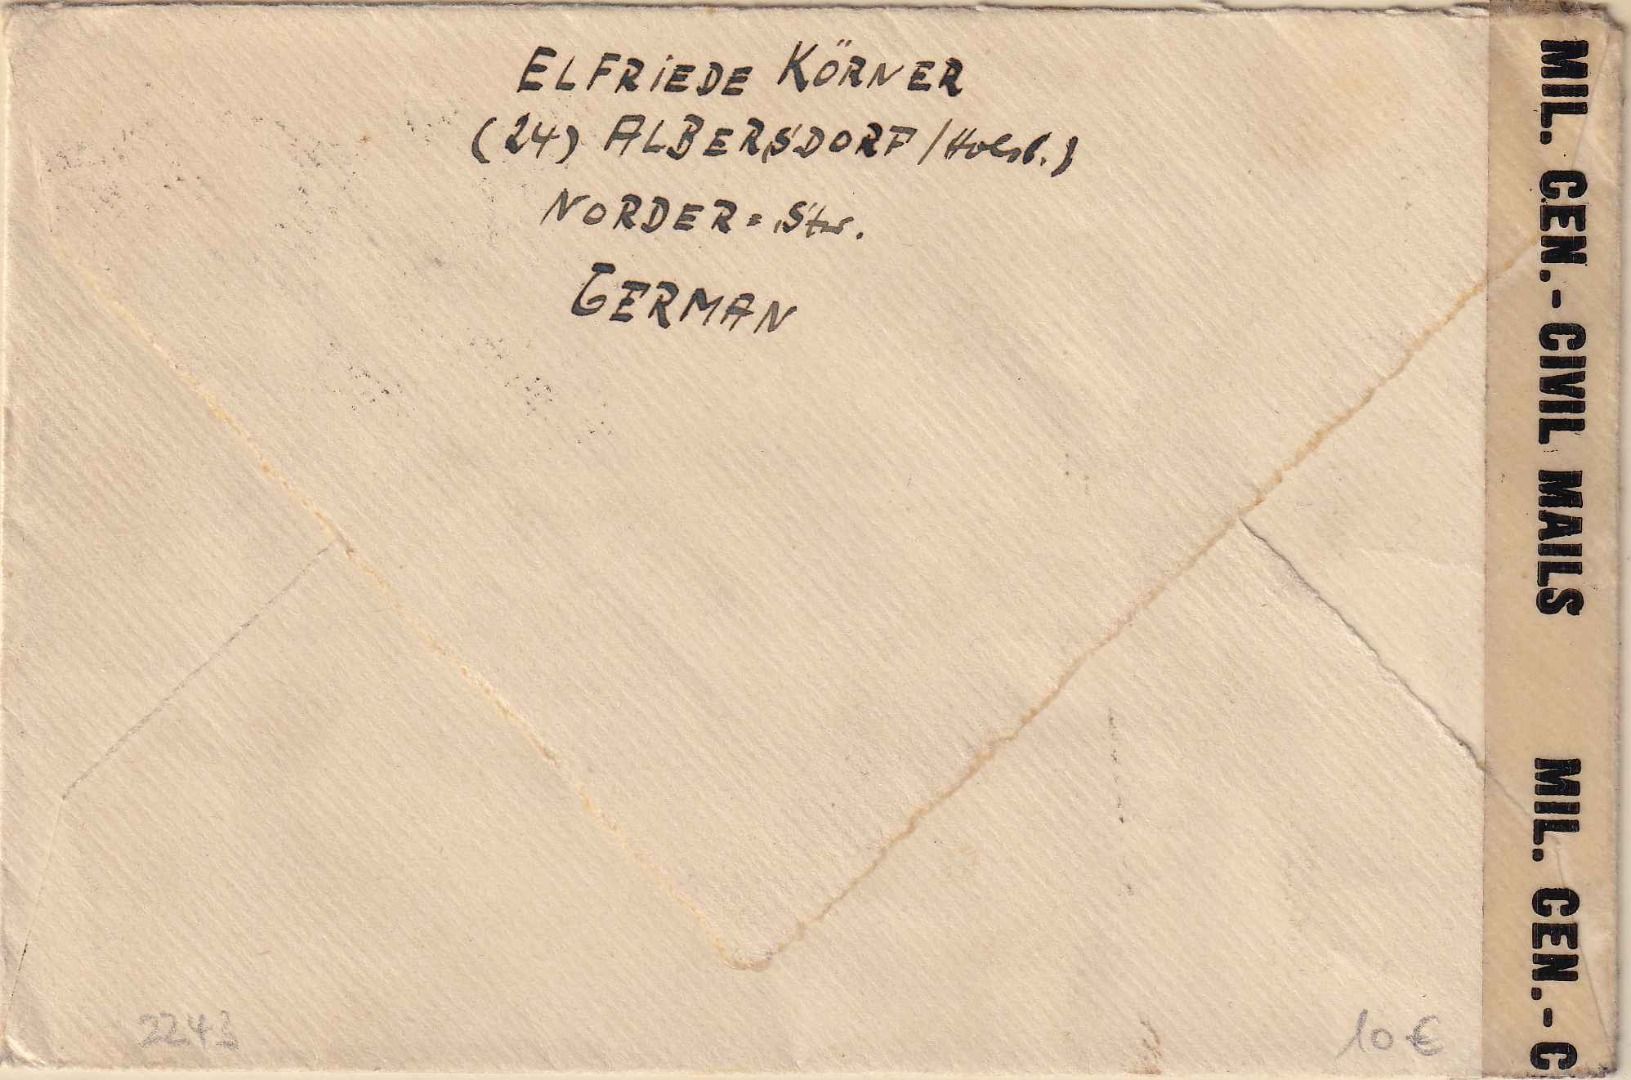 ELFRIEDE KÖRNER
(24) ALBERSDORF/Holst.)
NORDER=Str.
GERMAN
MIL. CEN.-CIVIL MAILS
MIL. CEN.-C
2243
10 €